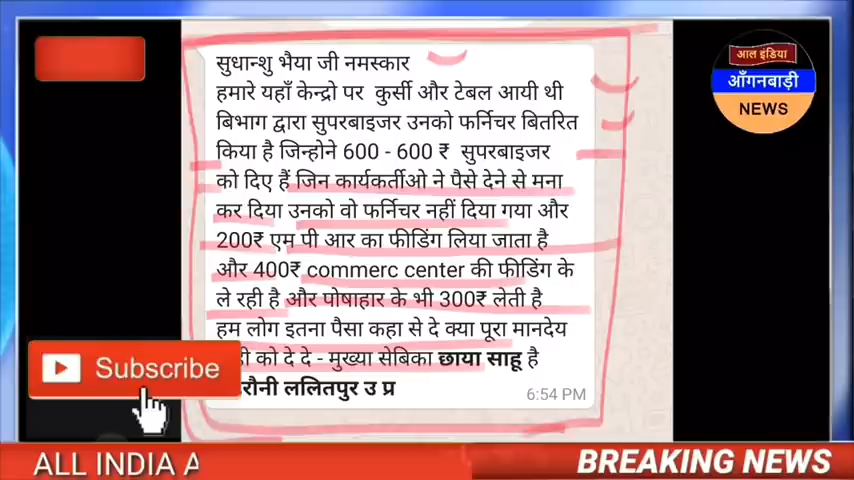 सुधान्शु भैया जी नमस्कार
हमारे यहाँ केन्द्रो पर कुर्सी और टेबल आयी थी
बिभाग द्वारा सुपरबाइजर उनको फर्निचर बितरित
किया है जिन्होने 600 - 600 ₹ सुपरबाइजर
को दिए हैं जिन कार्यकर्तीओ ने पैसे देने से मना
कर दिया उनको वो फर्निचर नहीं दिया गया और
200₹ एम पी आर का फीडिंग लिया जाता है
और 400₹ commerc center की फीडिंग के
ले रही है और पोषाहार के भी 300₹ लेती है
हम लोग इतना पैसा कहा से दे क्या पूरा मानदेय
को दे दे - मुख्या सेबिका छाया साहू है
ललितपुर उ प्र
6:54 PM
आल इंडिया
आँगनबाड़ी
NEWS
Subscribe
ALL INDIA A
BREAKING NEWS